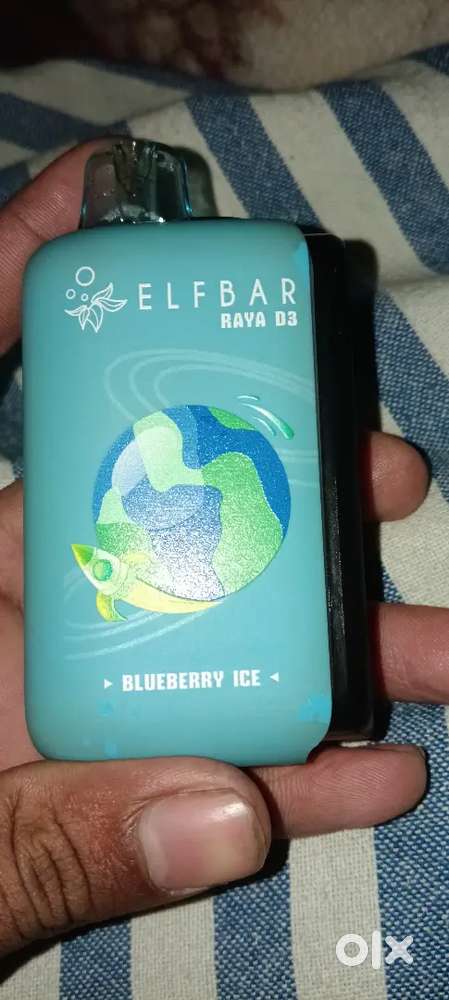 ELFBAR
RAYA D3
BLUEBERRY ICE
olx